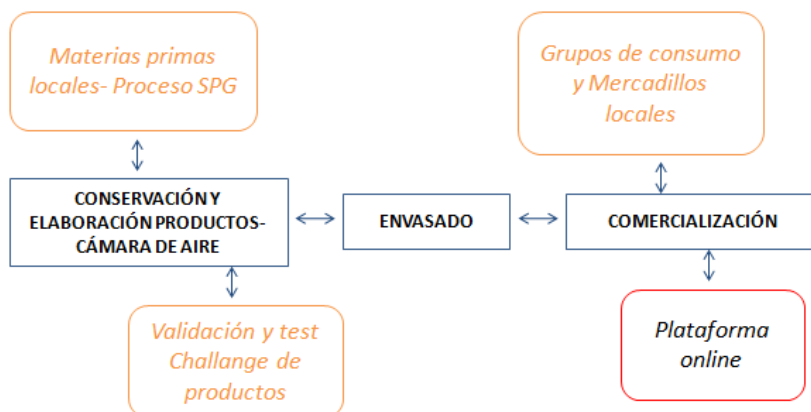 Materias primas
locales- Proceso SPG
Grupos de consumo
y Mercadillos
locales
CONSERVACIÓN Y
ELABORACIÓN PRODUCTOS-
CÁMARA DE AIRE
ENVASADO
COMERCIALIZACIÓN
Validación y test
Challange de
productos
Plataforma
online